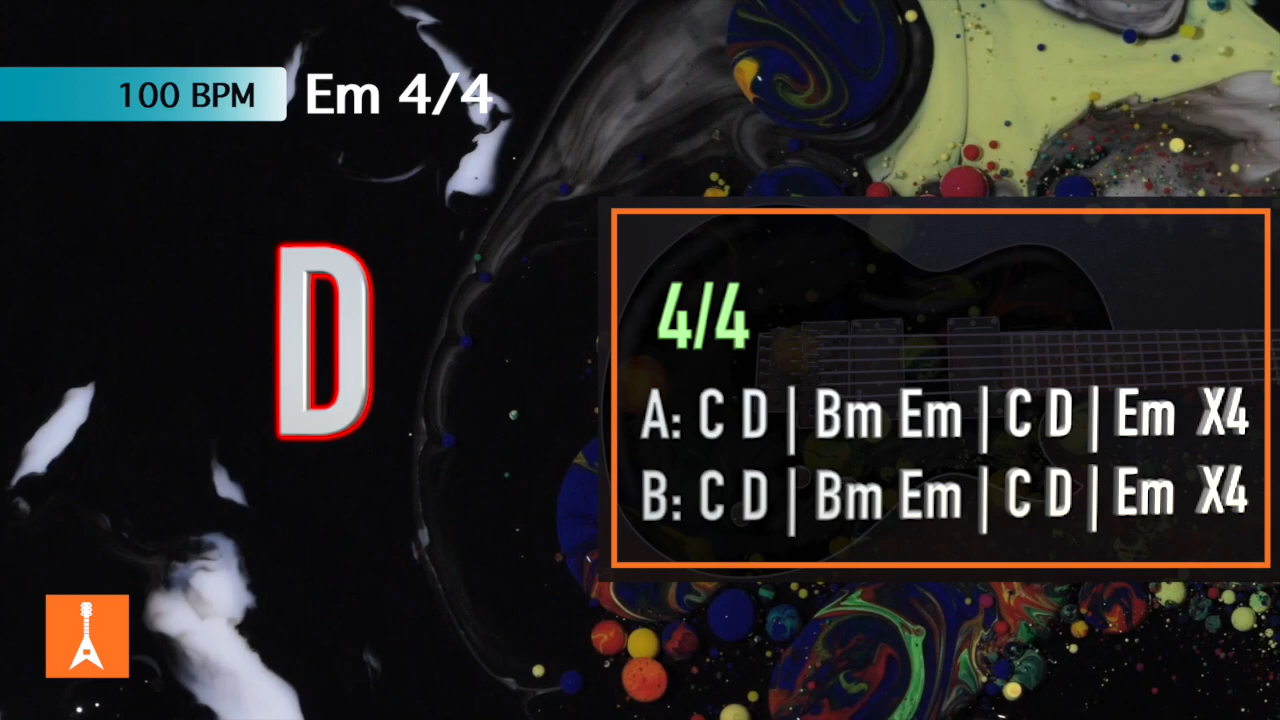 100 BPM Em 4/4
D
4/4
A: C D | Bm Em | C D | Em X4
B: C D | Bm Em | C D | Em X4